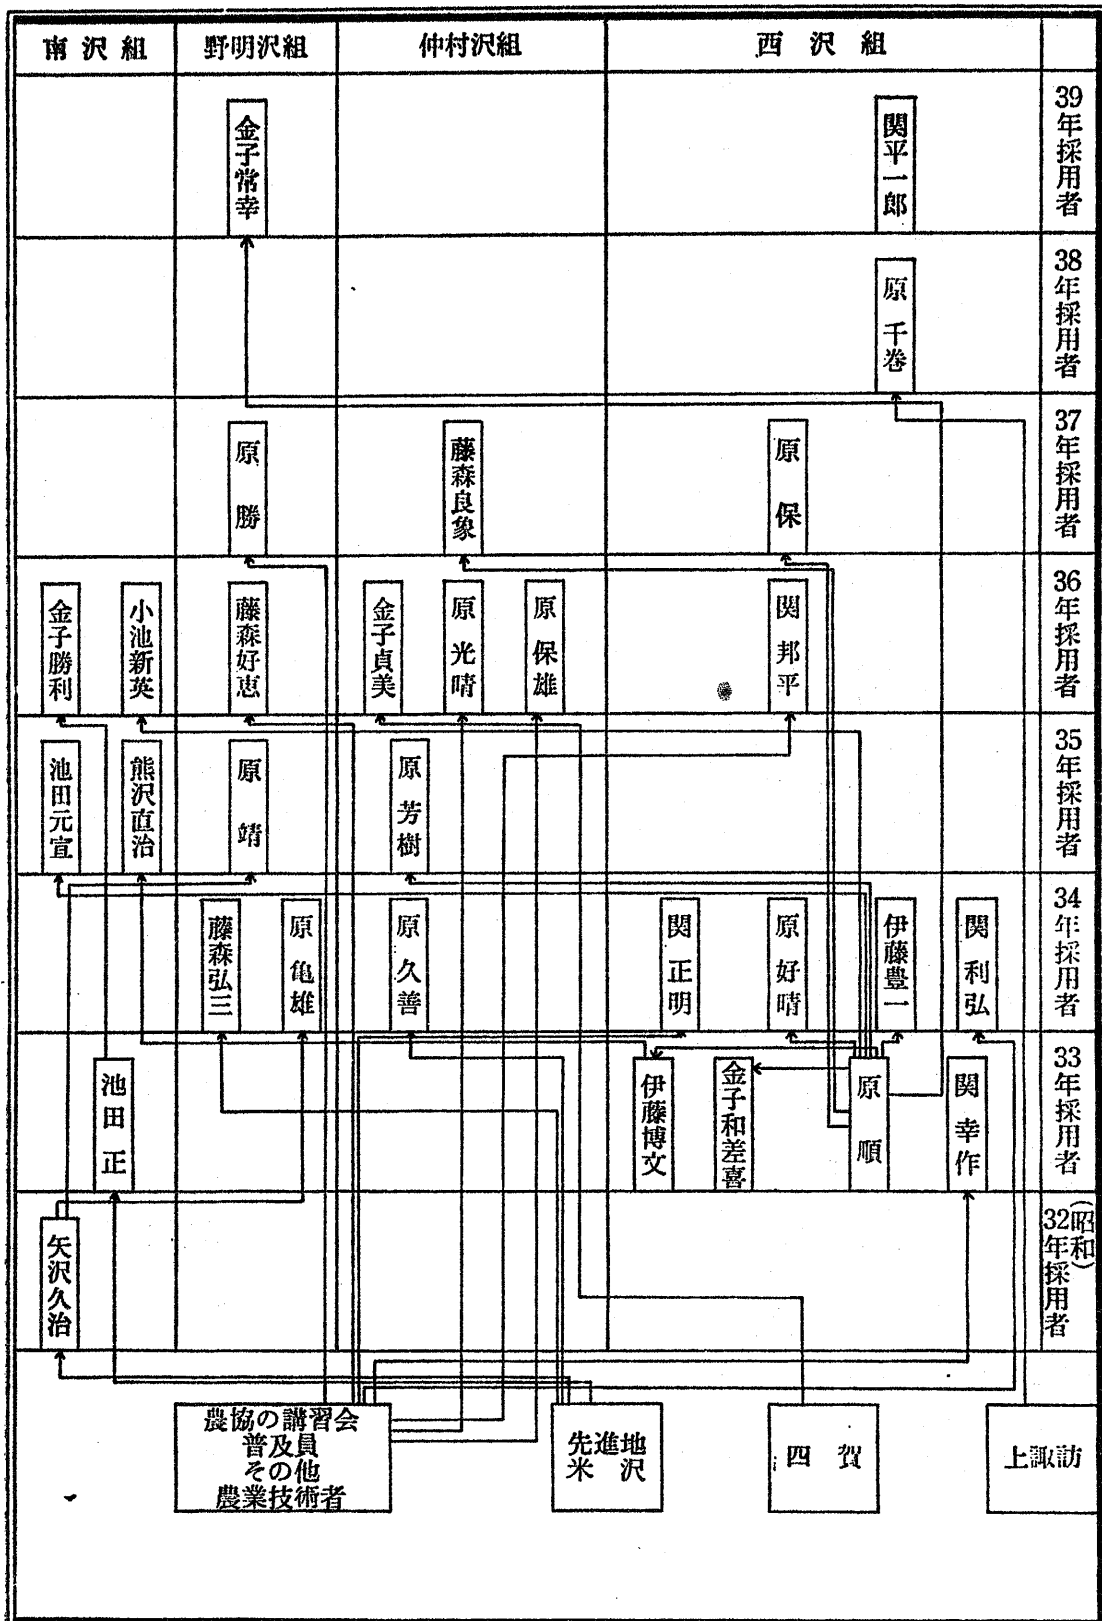 南沢組
野明沢組
仲村沢組
西沢組
39年採用者
金子常幸
関平一郎
38年採用者
原千巻
37年採用者
原勝
藤森良象
原保
36年採用者
金子勝利
小池新英
藤森好恵
金子貞美
原光晴
原保雄
関邦平
35年採用者
池田元宣
熊沢直治
原靖
原芳樹
34年採用者
藤森弘三
原亀雄
原久善
関正明
原好晴
伊藤豊一
関利弘
33年採用者
池田正
伊藤博文
金子和差喜
原順
関幸作
(昭和)
32年採用者
矢沢久治
農協の講習会
普及員
その他
農業技術者
先進地
米沢
四賀
上諏訪